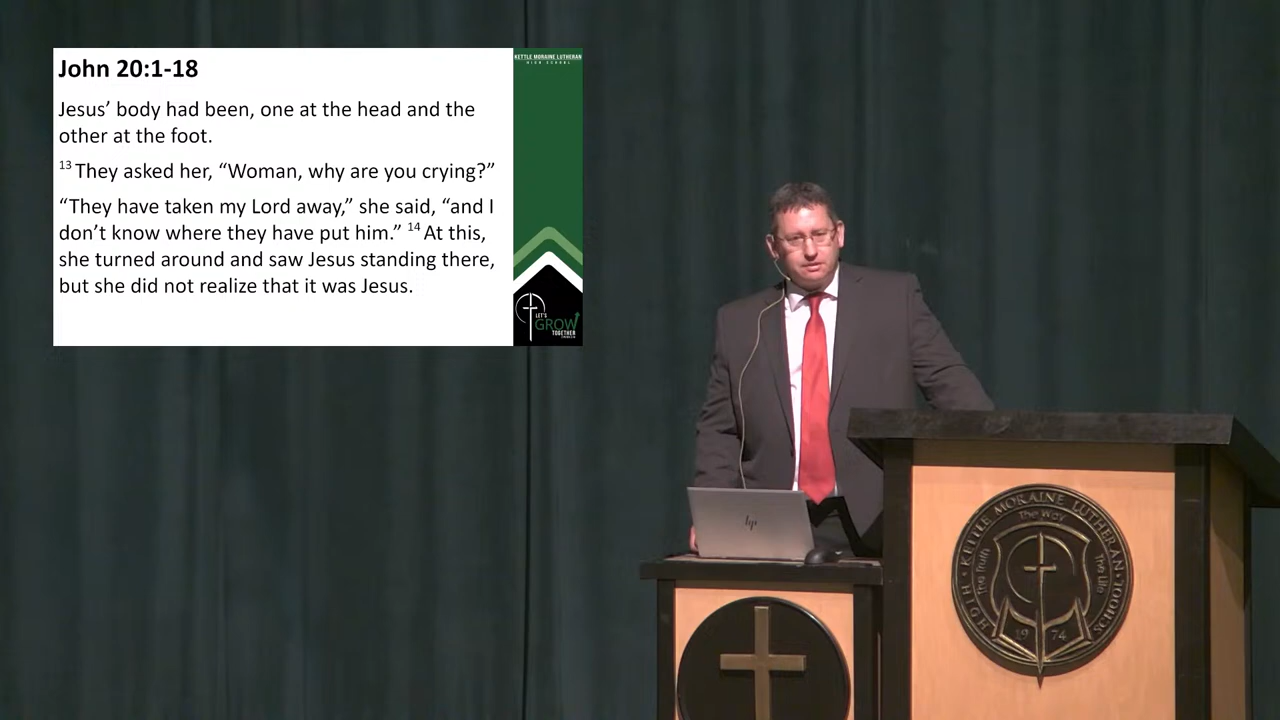 John 20:1-18
Jesus’ body had been, one at the head and the
other at the foot.
13 They asked her, “Woman, why are you crying?”
“They have taken my Lord away,” she said, “and I
don’t know where they have put him.” 14 At this,
she turned around and saw Jesus standing there,
but she did not realize that it was Jesus.
KETTLE MORAINE LUTHERAN
HIGH SCHOOL
LET'S
GROW
TOGETHER
hp
KETTLE MORAINE LUTHERAN
HIGH SCHOOL
The Way
The Truth
The Life
19 74